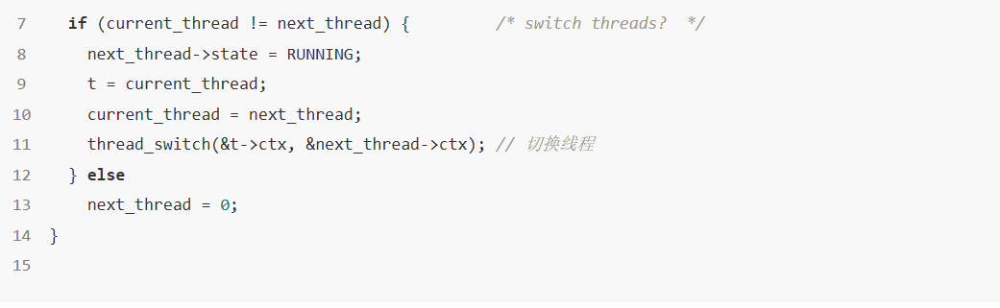 7 if (current_thread != next_thread) { /* switch threads? */
8 next_thread->state = RUNNING;
9 t = current_thread;
10 current_thread = next_thread;
11 thread_switch(&t->ctx, &next_thread->ctx); // 切换线程
12 } else
13 next_thread = 0;
14 }
15